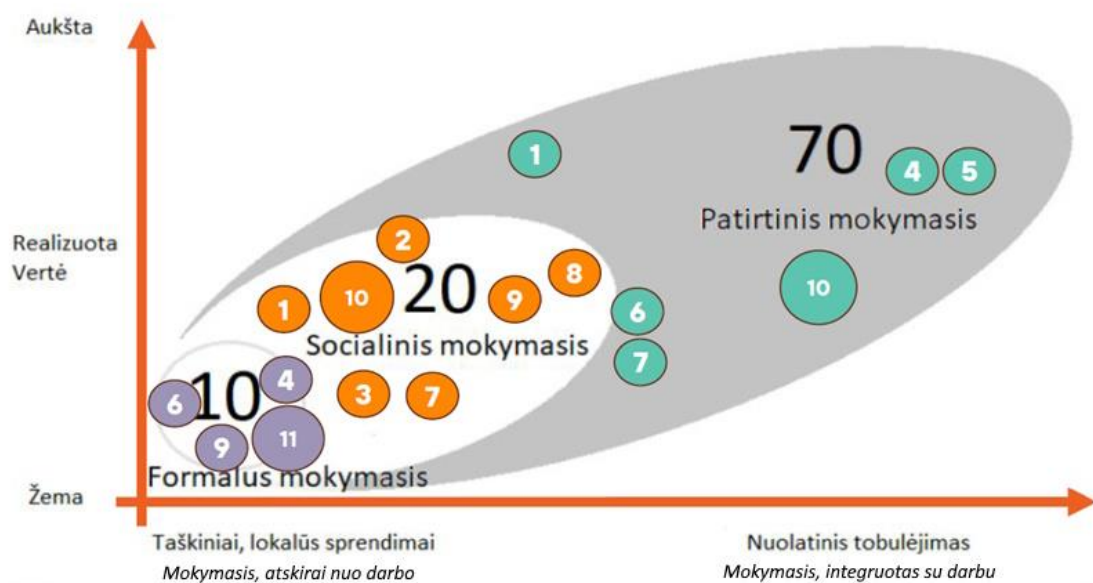 Aukšta
1
70
4
5
Patirtinis mokymasis
2
Realizuota
Vertė
1
10
20
9
8
6
10
Socialinis mokymasis
7
6
10
4
3
7
9
11
Formalus mokymasis
Žema
Taškiniai, lokalūs sprendimai
Mokymasis, atskirai nuo darbo
Nuolatinis tobulėjimas
Mokymasis, integruotas su darbu